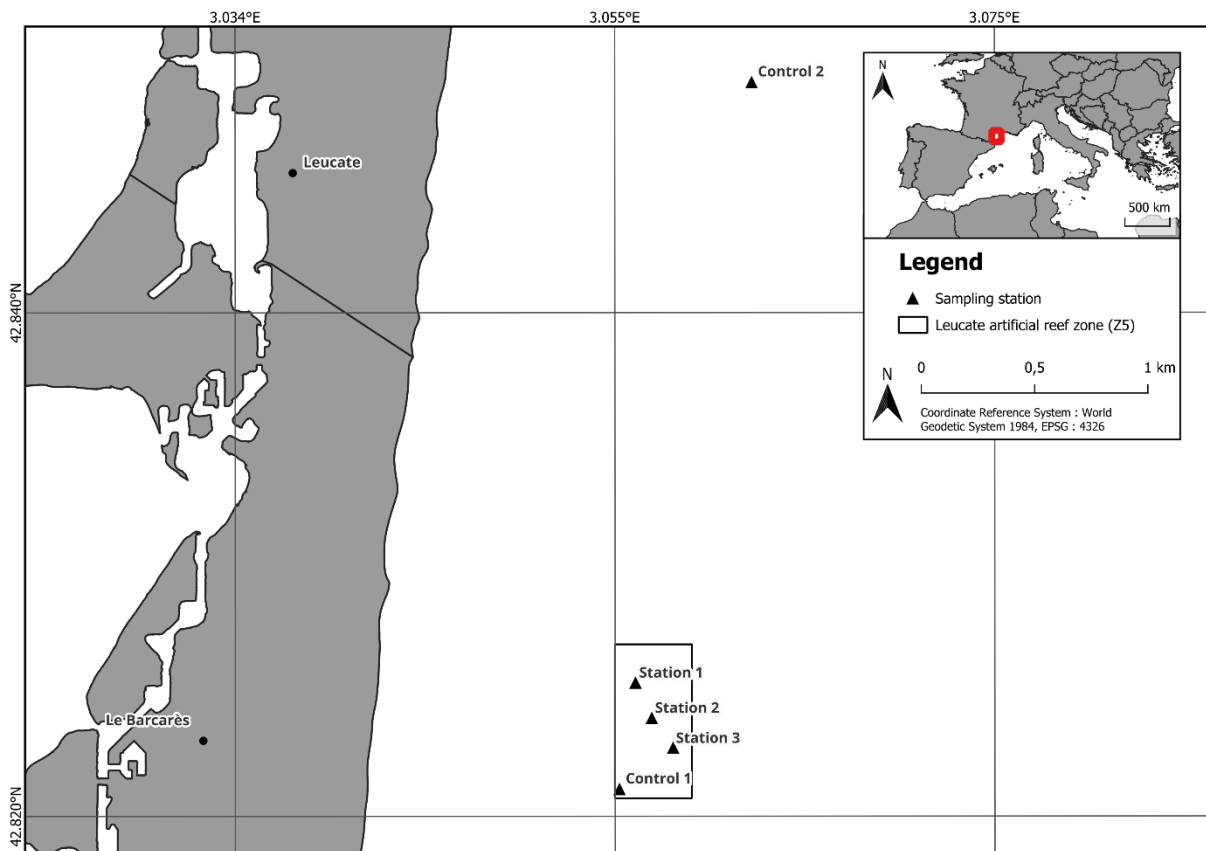 3.034°E
3.055°E
3.075°E
Control 2
N
500 km
Leucate
Legend
Sampling station
Leucate artificial reef zone (Z5)
42.840°N
N
0
0,5
1 km
Coordinate Reference System : World
Geodetic System 1984, EPSG : 4326
Station 1
Station 2
Le Barcarès
Station 3
Control 1
42.820°N